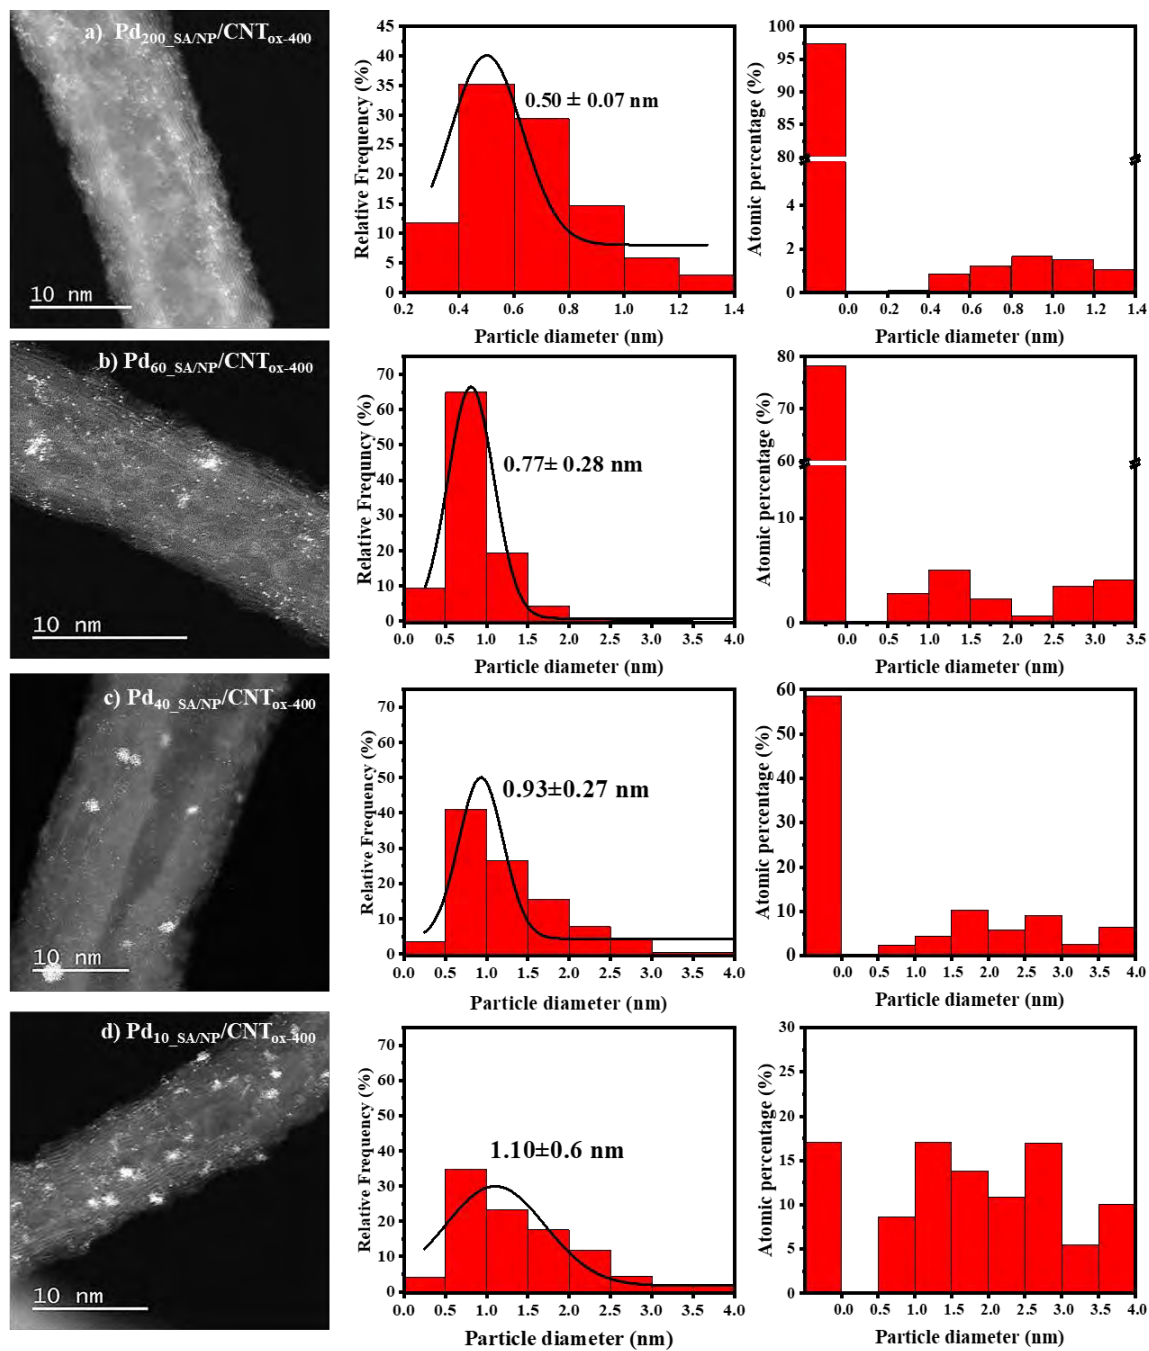 a) Pd200_SA/NP/CNTox-400
10 nm
45
40
35
30
25
20
15
10
5
0
Relative Frequency (%)
0.50 ± 0.07 nm
0.2 0.4 0.6 0.8 1.0 1.2 1.4
Particle diameter (nm)
100
95
90
85
80
4
2
0
Atomic percentage (%)
0.0 0.2 0.4 0.6 0.8 1.0 1.2 1.4
Particle diameter (nm)
b) Pd60_SA/NP/CNTox-400
10 nm
70
60
50
40
30
20
10
0
Relative Frequncy (%)
0.77± 0.28 nm
0.0 0.5 1.0 1.5 2.0 2.5 3.0 3.5 4.0
Particle diameter (nm)
80
70
60
10
0
Atomic percentage (%)
0.0 0.5 1.0 1.5 2.0 2.5 3.0 3.5
Particle diameter (nm)
c) Pd40_SA/NP/CNTox-400
10 nm
70
60
50
40
30
20
10
0
Relative Frequency (%)
0.93±0.27 nm
0.0 0.5 1.0 1.5 2.0 2.5 3.0 3.5 4.0
Particle diameter (nm)
60
50
40
30
20
10
0
Atomic percentage (%)
0.0 0.5 1.0 1.5 2.0 2.5 3.0 3.5 4.0
Particle diameter (nm)
d) Pd10_SA/NP/CNTox-400
10 nm
70
60
50
40
30
20
10
0
Relative Frequency (%)
1.10±0.6 nm
0.0 0.5 1.0 1.5 2.0 2.5 3.0 3.5 4.0
Particle diameter (nm)
30
25
20
15
10
5
0
Atomic percentage (%)
0.0 0.5 1.0 1.5 2.0 2.5 3.0 3.5 4.0
Particle diameter (nm)